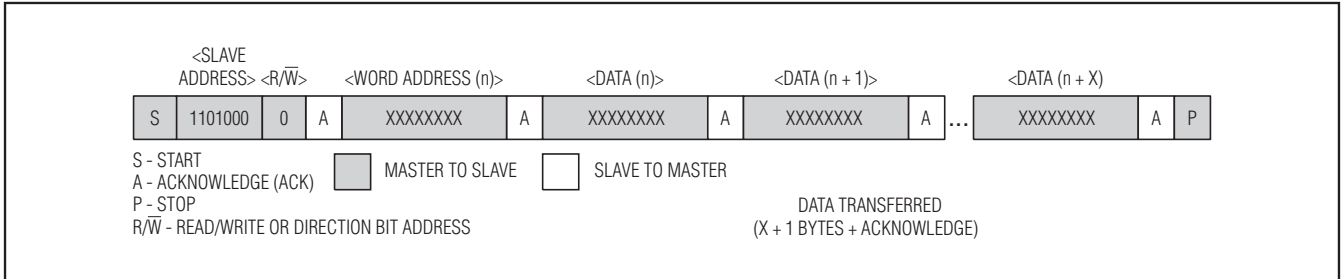 <SLAVE
ADDRESS> <R/W̅> <WORD ADDRESS (n)> <DATA (n)> <DATA (n + 1)> <DATA (n + X)
S 1101000 0 A XXXXXXXX A XXXXXXXX A XXXXXXXX A ... XXXXXXXX A P
S - START
A - ACKNOWLEDGE (ACK) MASTER TO SLAVE SLAVE TO MASTER
P - STOP DATA TRANSFERRED
R/W̅ - READ/WRITE OR DIRECTION BIT ADDRESS (X + 1 BYTES + ACKNOWLEDGE)